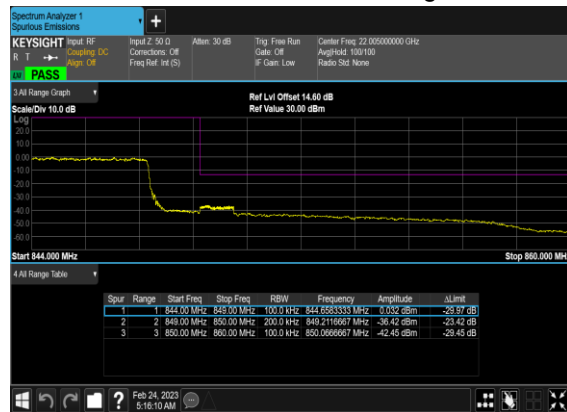 Spectrum Analyzer 1
Spurious Emissions
KEYSIGHT Input: RF Input Z: 50 Ω Atten: 30 dB Trig: Free Run Center Freq: 22.005000000 GHz
R T Coupling: DC Corrections: Off Gate: Off Avg|Hold: 100/100
Align: Off Freq Ref: Int (S) IF Gain: Low Radio Std: None
PASS
3 All Range Graph
Ref Lvl Offset 14.60 dB
Scale/Div 10.0 dB Ref Value 30.00 dBm
Log
20.0
10.0
0.00
-10.0
-20.0
-30.0
-40.0
-50.0
-60.0
Start 844.000 MHz Stop 860.000 MH
4 All Range Table
Spur Range Start Freq Stop Freq RBW Frequency Amplitude ΔLimit
1 1 844.00 MHz 849.00 MHz 100.0 kHz 844.6583333 MHz 0.032 dBm -29.97 dB
2 2 849.00 MHz 850.00 MHz 200.0 kHz 849.2116667 MHz -36.42 dBm -23.42 dB
3 3 850.00 MHz 860.00 MHz 100.0 kHz 850.0666667 MHz -42.45 dBm -29.45 dB
Feb 24, 2023
5:16:10 AM